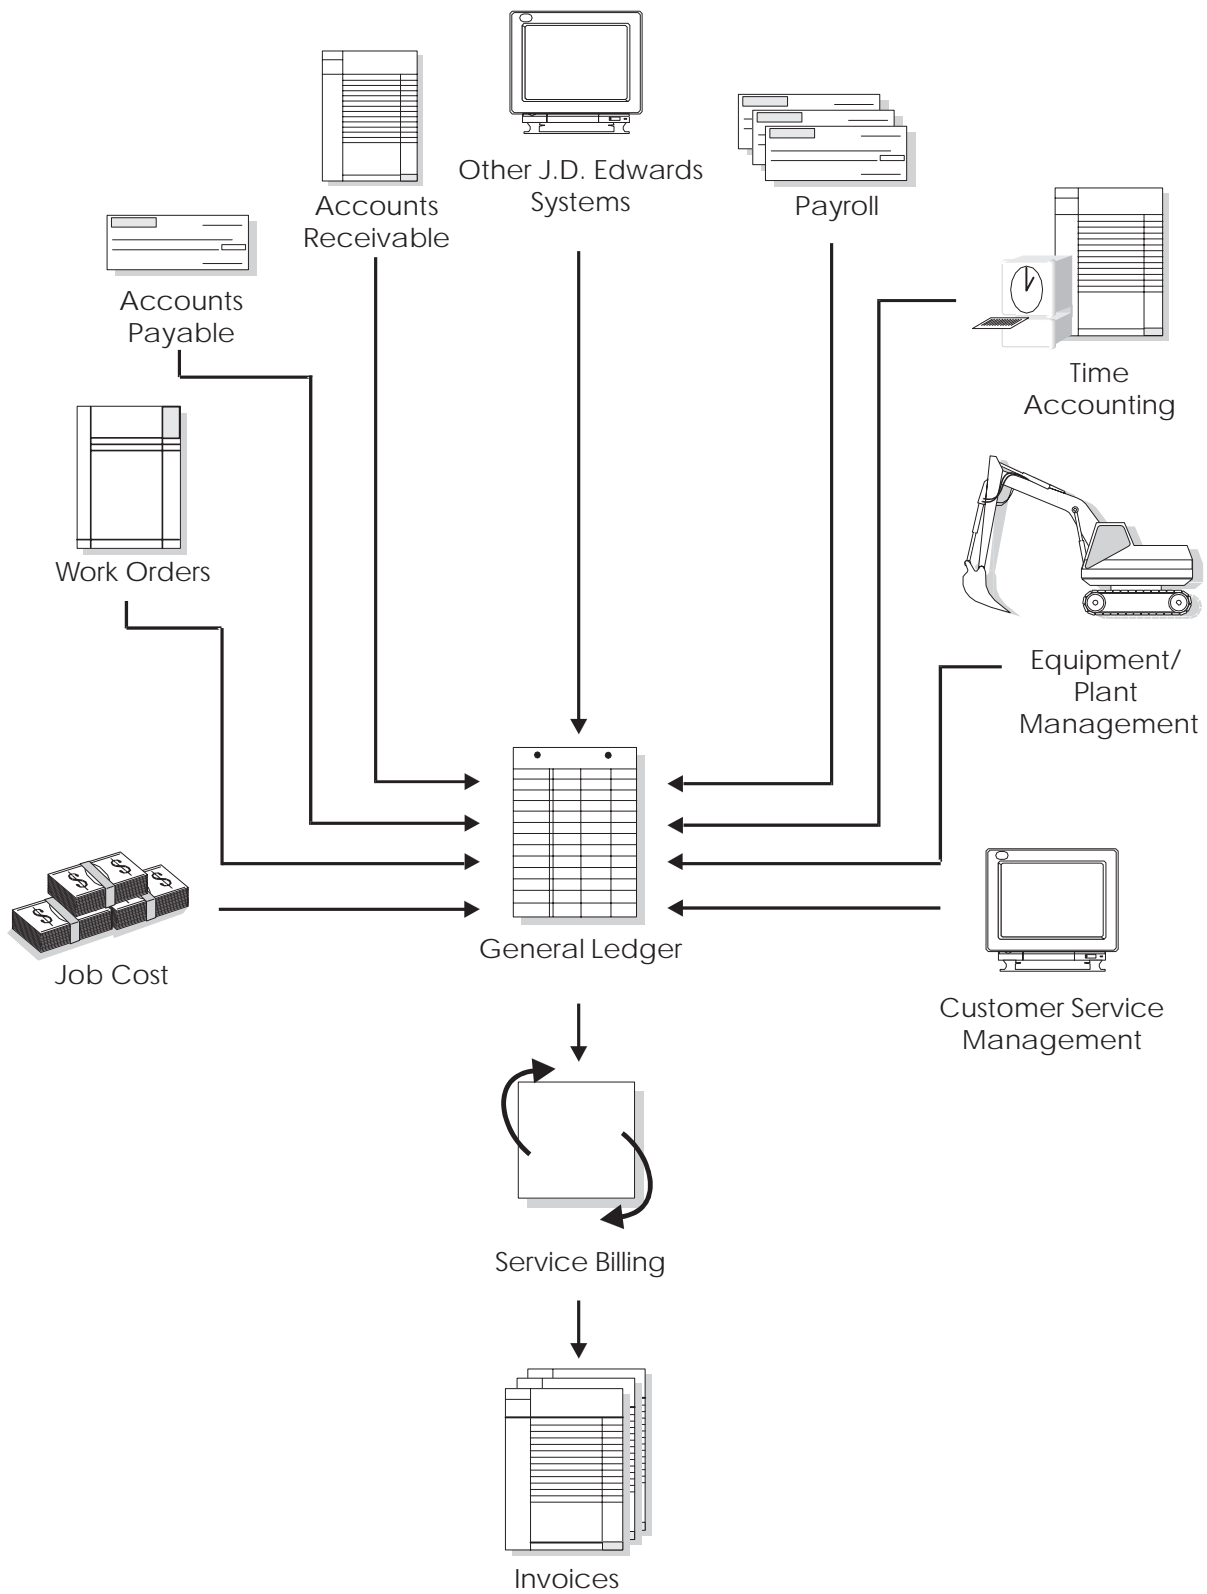 Other J.D. Edwards
Systems
Accounts
Receivable
Payroll
Accounts
Payable
Time
Accounting
Work Orders
Equipment/
Plant
Management
General Ledger
Job Cost
Customer Service
Management
Service Billing
Invoices